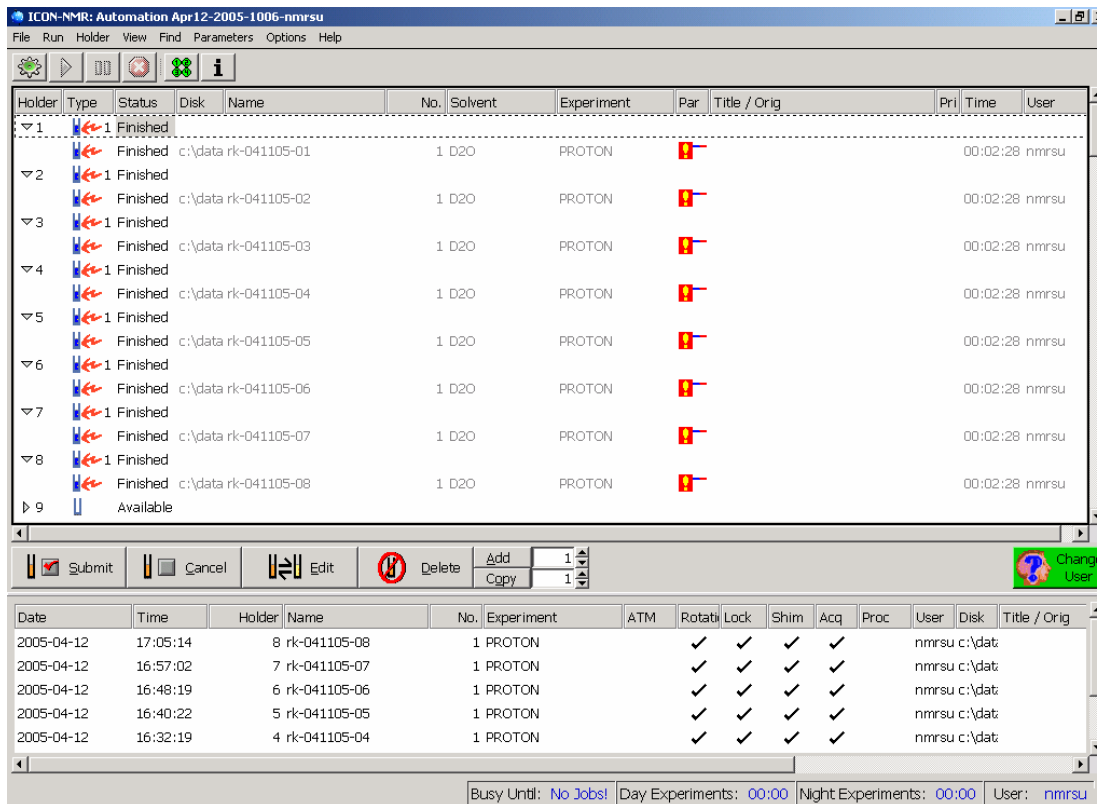 ICON-NMR: Automation Apr12-2005-1006-nmrsu
File Run Holder View Find Parameters Options Help
Holder Type Status Disk Name No. Solvent Experiment Par Title / Orig Pri Time User
1 1 Finished
Finished c:\data rk-041105-01 1 D2O PROTON 00:02:28 nmrsu
2 1 Finished
Finished c:\data rk-041105-02 1 D2O PROTON 00:02:28 nmrsu
3 1 Finished
Finished c:\data rk-041105-03 1 D2O PROTON 00:02:28 nmrsu
4 1 Finished
Finished c:\data rk-041105-04 1 D2O PROTON 00:02:28 nmrsu
5 1 Finished
Finished c:\data rk-041105-05 1 D2O PROTON 00:02:28 nmrsu
6 1 Finished
Finished c:\data rk-041105-06 1 D2O PROTON 00:02:28 nmrsu
7 1 Finished
Finished c:\data rk-041105-07 1 D2O PROTON 00:02:28 nmrsu
8 1 Finished
Finished c:\data rk-041105-08 1 D2O PROTON 00:02:28 nmrsu
9 Available
Submit Cancel Edit Delete Add 1 Change
Copy 1 User
Date Time Holder Name No. Experiment ATM Rotati Lock Shim Acq Proc User Disk Title / Orig
2005-04-12 17:05:14 8 rk-041105-08 1 PROTON ✓ ✓ ✓ ✓ nmrsu c:\data
2005-04-12 16:57:02 7 rk-041105-07 1 PROTON ✓ ✓ ✓ ✓ nmrsu c:\data
2005-04-12 16:48:19 6 rk-041105-06 1 PROTON ✓ ✓ ✓ ✓ nmrsu c:\data
2005-04-12 16:40:22 5 rk-041105-05 1 PROTON ✓ ✓ ✓ ✓ nmrsu c:\data
2005-04-12 16:32:19 4 rk-041105-04 1 PROTON ✓ ✓ ✓ ✓ nmrsu c:\data
Busy Until: No Jobs! Day Experiments: 00:00 Night Experiments: 00:00 User: nmrsu